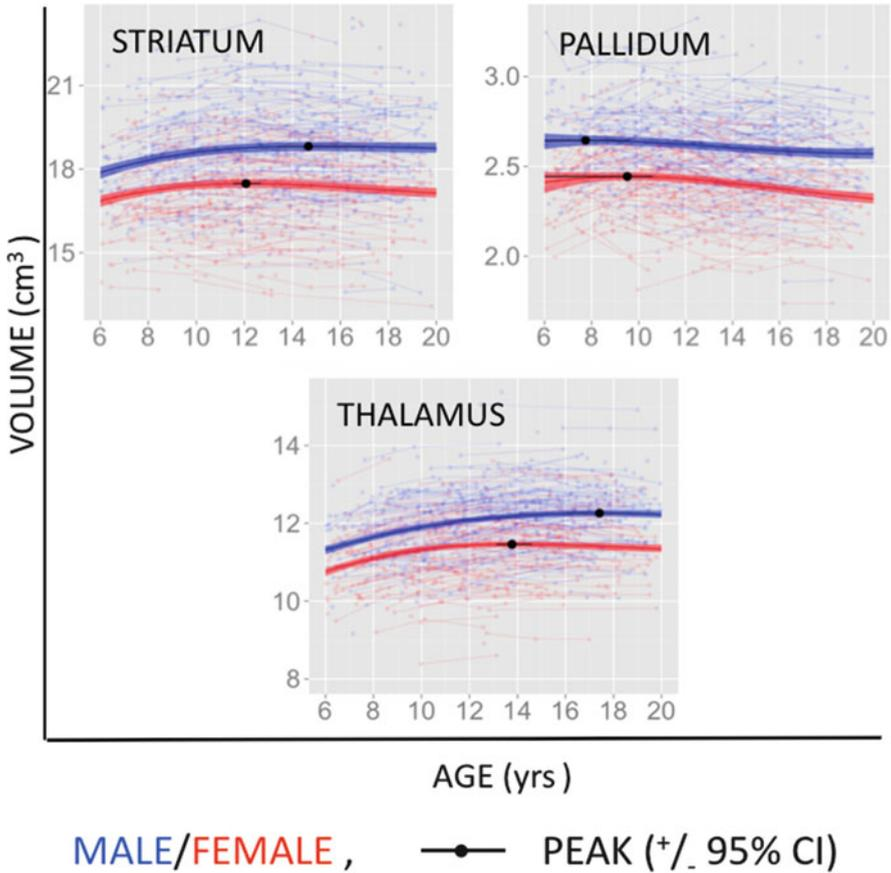 STRIATUM
21
18
15
6 8 10 12 14 16 18 20
PALLIDUM
3.0
2.5
2.0
6 8 10 12 14 16 18 20
VOLUME (cm³)
THALAMUS
14
12
10
8
6 8 10 12 14 16 18 20
AGE (yrs)
MALE/FEMALE , PEAK (⁺/₋ 95% CI)